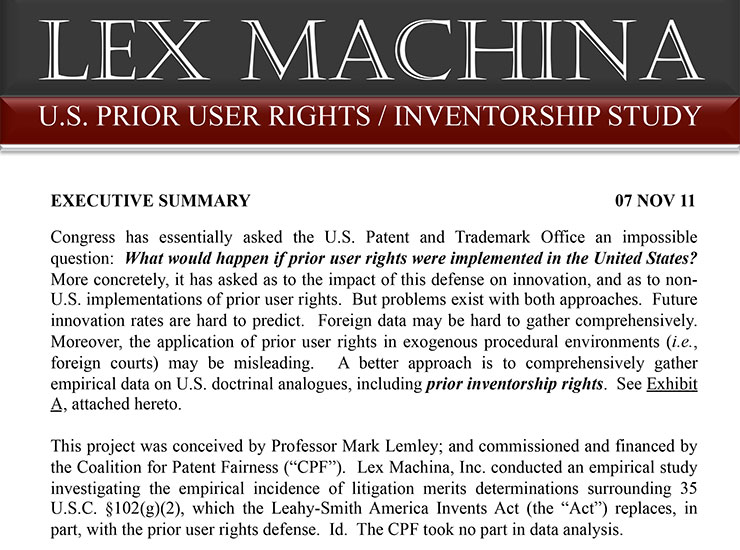 LEX MACHINA
U.S. PRIOR USER RIGHTS / INVENTORSHIP STUDY
EXECUTIVE SUMMARY 07 NOV 11
Congress has essentially asked the U.S. Patent and Trademark Office an impossible
question: What would happen if prior user rights were implemented in the United States?
More concretely, it has asked as to the impact of this defense on innovation, and as to non-
U.S. implementations of prior user rights. But problems exist with both approaches. Future
innovation rates are hard to predict. Foreign data may be hard to gather comprehensively.
Moreover, the application of prior user rights in exogenous procedural environments (i.e.,
foreign courts) may be misleading. A better approach is to comprehensively gather
empirical data on U.S. doctrinal analogues, including prior inventorship rights. See Exhibit
A, attached hereto.
This project was conceived by Professor Mark Lemley; and commissioned and financed by
the Coalition for Patent Fairness (“CPF”). Lex Machina, Inc. conducted an empirical study
investigating the empirical incidence of litigation merits determinations surrounding 35
U.S.C. §102(g)(2), which the Leahy-Smith America Invents Act (the “Act”) replaces, in
part, with the prior user rights defense. Id. The CPF took no part in data analysis.